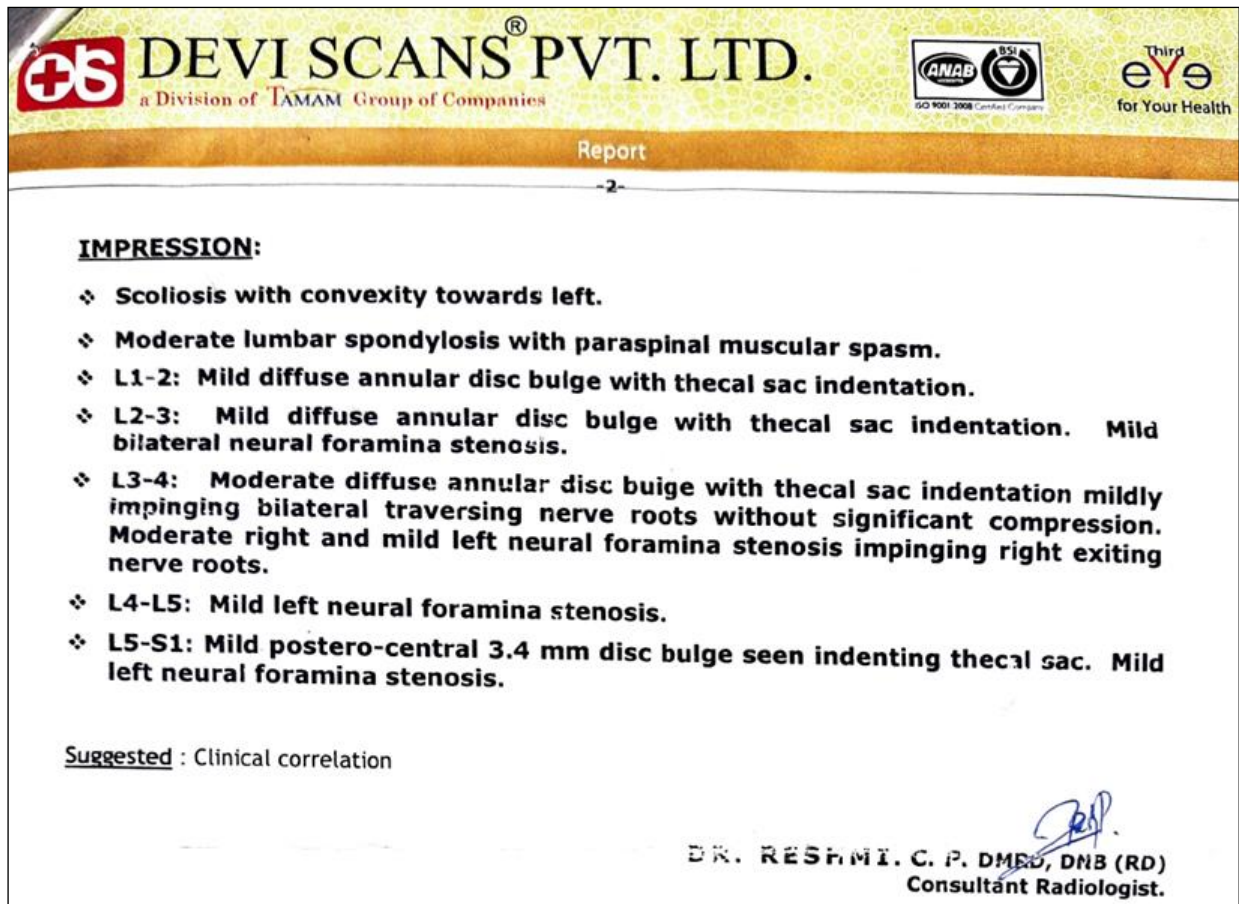 DS DEVI SCANS® PVT. LTD.
a Division of TAMAM Group of Companies
ANAB BSI
ISO 9001 2008 Certified Company
Third
eYe
for Your Health
Report
-2-
IMPRESSION:
❖ Scoliosis with convexity towards left.
❖ Moderate lumbar spondylosis with paraspinal muscular spasm.
❖ L1-2: Mild diffuse annular disc bulge with thecal sac indentation.
❖ L2-3: Mild diffuse annular disc bulge with thecal sac indentation. Mild
bilateral neural foramina stenosis.
❖ L3-4: Moderate diffuse annular disc bulge with thecal sac indentation mildly
impinging bilateral traversing nerve roots without significant compression.
Moderate right and mild left neural foramina stenosis impinging right exiting
nerve roots.
❖ L4-L5: Mild left neural foramina stenosis.
❖ L5-S1: Mild postero-central 3.4 mm disc bulge seen indenting thecal sac. Mild
left neural foramina stenosis.
Suggested : Clinical correlation
DR. RESHMI. C. P. DMRD, DNB (RD)
Consultant Radiologist.